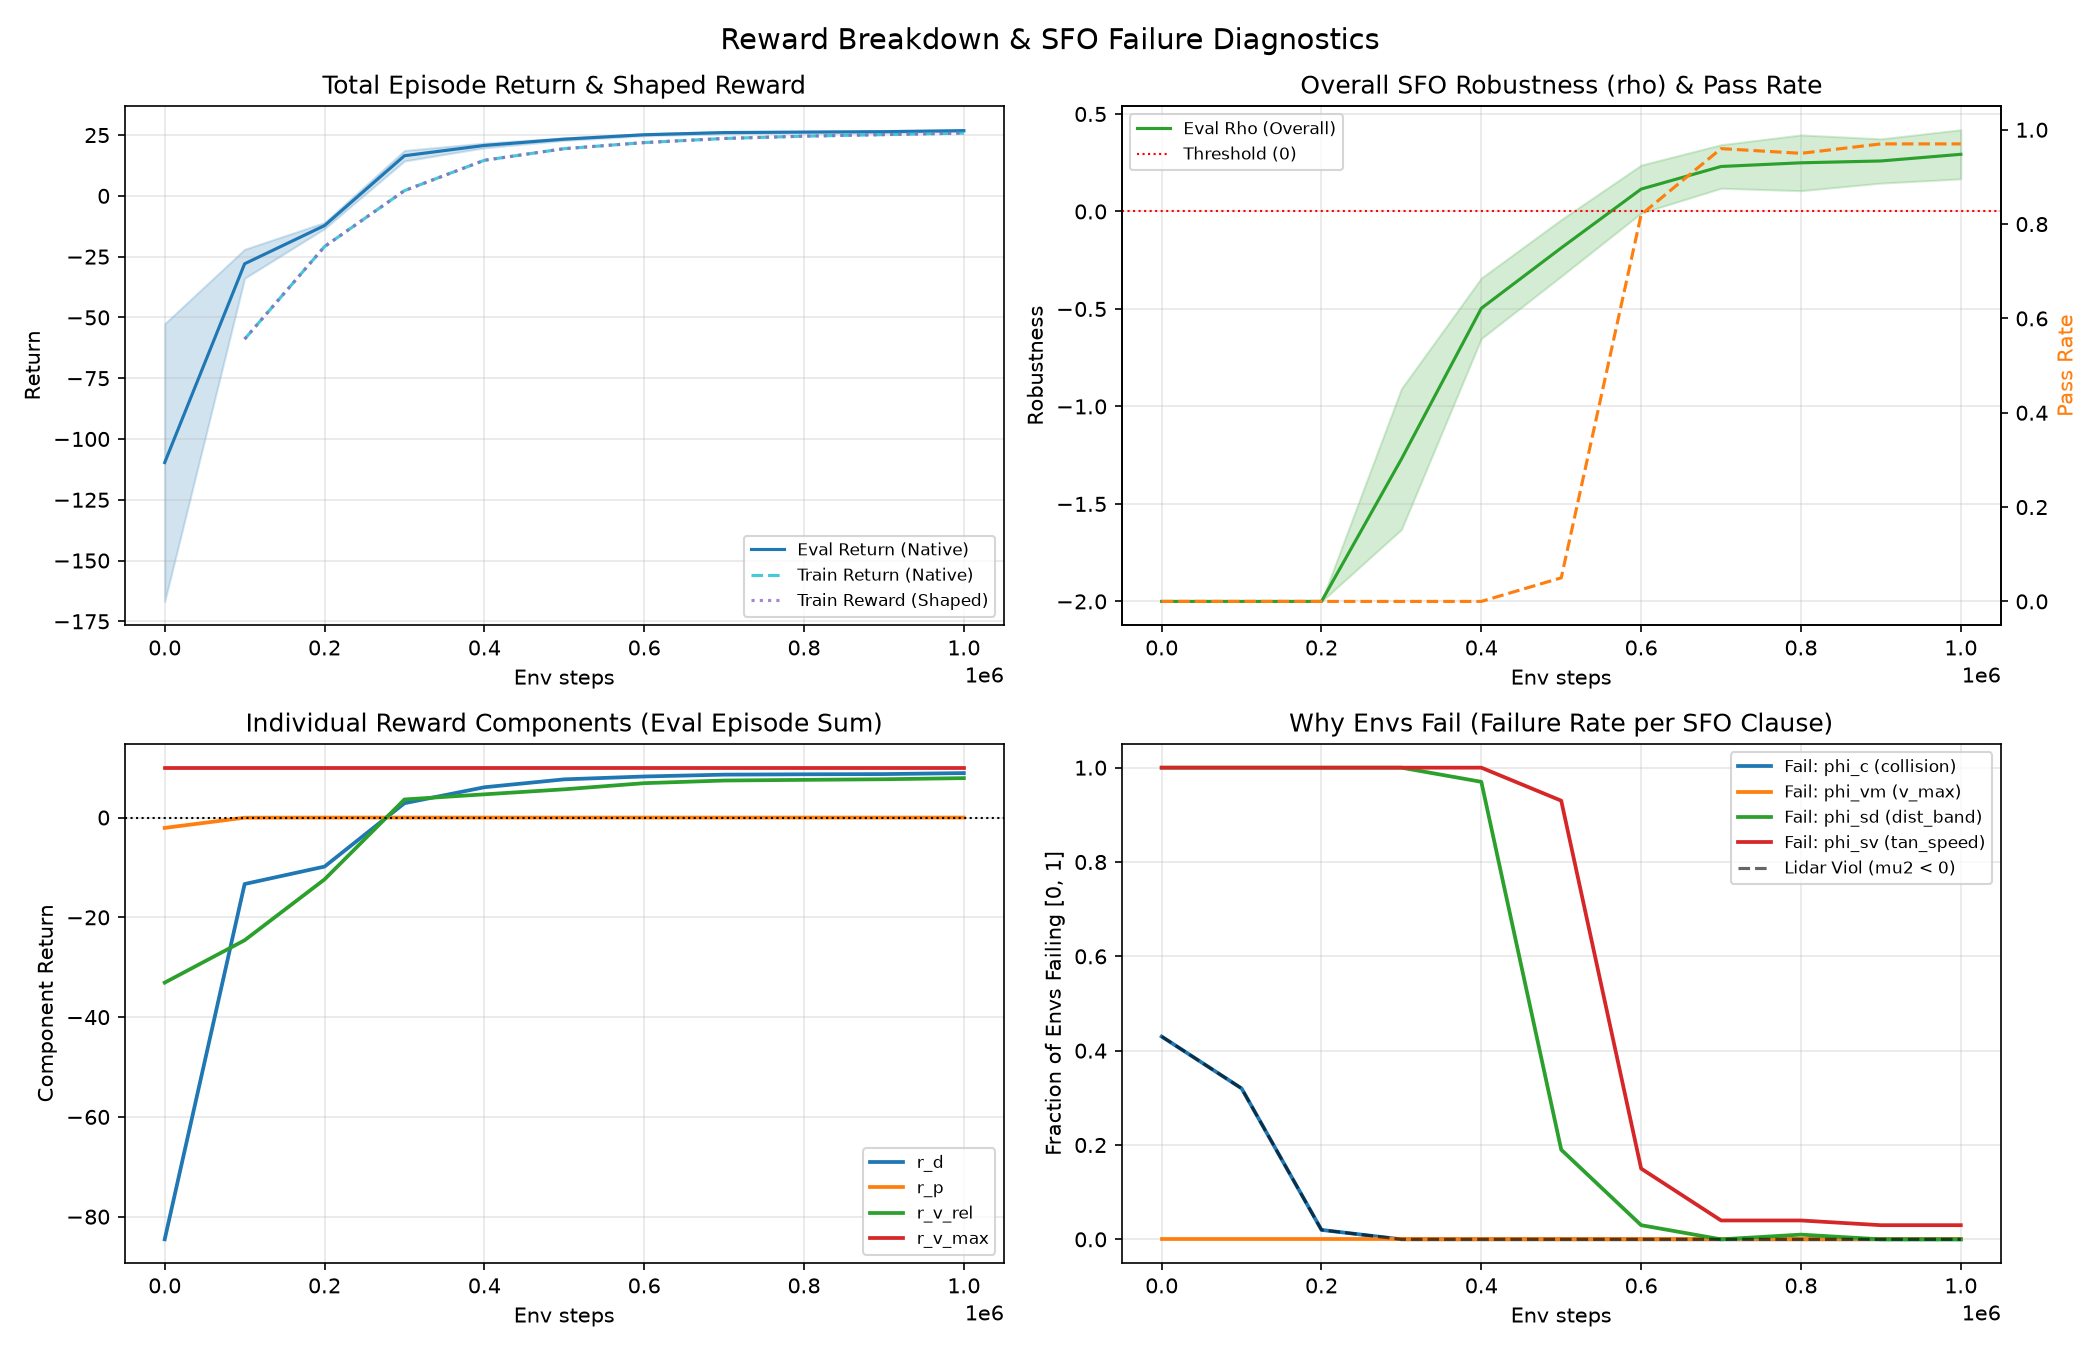 Reward Breakdown & SFO Failure Diagnostics
Total Episode Return & Shaped Reward
Return
25
0
−25
−50
−75
−100
−125
−150
−175
Eval Return (Native)
Train Return (Native)
Train Reward (Shaped)
0.0 0.2 0.4 0.6 0.8 1.0
1e6
Env steps
Overall SFO Robustness (rho) & Pass Rate
Robustness
0.5
0.0
−0.5
−1.0
−1.5
−2.0
Eval Rho (Overall)
Threshold (0)
1.0
0.8
0.6
0.4
0.2
0.0
Pass Rate
0.0 0.2 0.4 0.6 0.8 1.0
1e6
Env steps
Individual Reward Components (Eval Episode Sum)
Component Return
0
−20
−40
−60
−80
r_d
r_p
r_v_rel
r_v_max
0.0 0.2 0.4 0.6 0.8 1.0
1e6
Env steps
Why Envs Fail (Failure Rate per SFO Clause)
Fraction of Envs Failing [0, 1]
1.0
0.8
0.6
0.4
0.2
0.0
Fail: phi_c (collision)
Fail: phi_vm (v_max)
Fail: phi_sd (dist_band)
Fail: phi_sv (tan_speed)
Lidar Viol (mu2 < 0)
0.0 0.2 0.4 0.6 0.8 1.0
1e6
Env steps